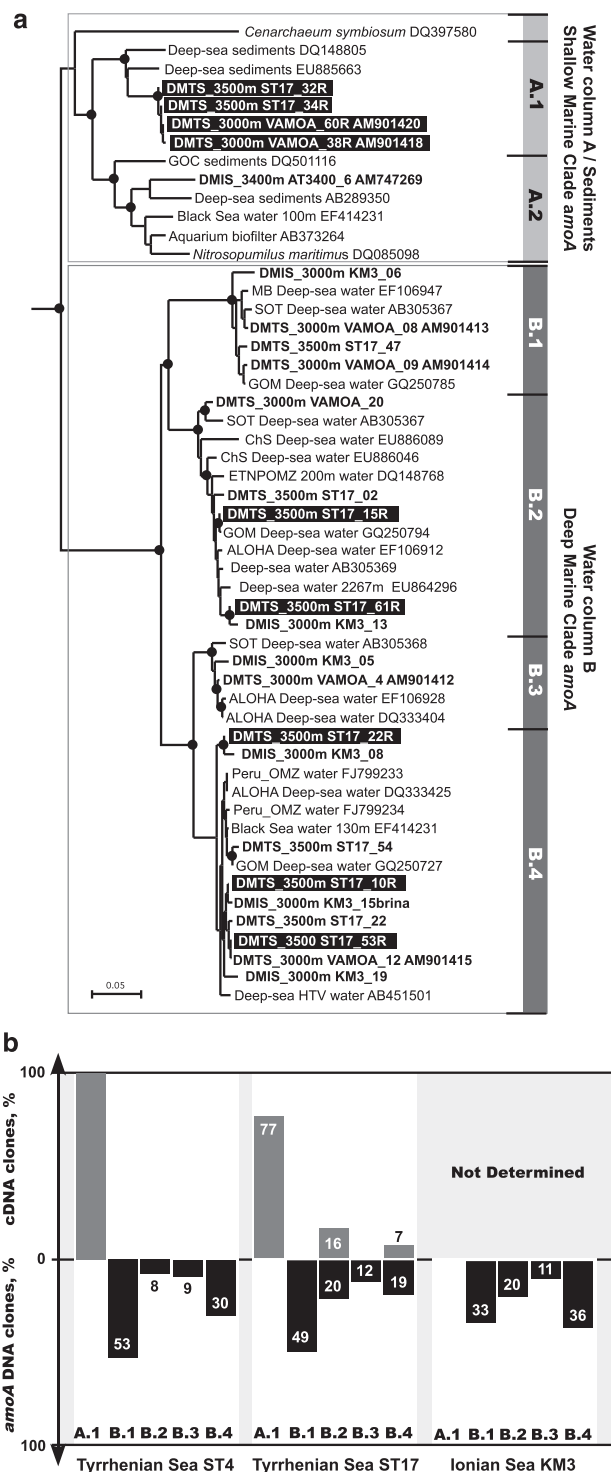 a
Cenarchaeum symbiosum DQ397580
Deep-sea sediments DQ148805
Deep-sea sediments EU885663
DMTS_3500m ST17_32R
DMTS_3500m ST17_34R
DMTS_3000m VAMOA_60R AM901420
DMTS_3000m VAMOA_38R AM901418
GOC sediments DQ501116
DMIS_3400m AT3400_6 AM747269
Deep-sea sediments AB289350
Black Sea water 100m EF414231
Aquarium biofilter AB373264
Nitrosopumilus maritimus DQ085098
A.1
A.2
Water column A / Sediments
Shallow Marine Clade amoA
DMIS_3000m KM3_06
MB Deep-sea water EF106947
SOT Deep-sea water AB305367
DMTS_3000m VAMOA_08 AM901413
DMTS_3500m ST17_47
DMTS_3000m VAMOA_09 AM901414
GOM Deep-sea water GQ250785
DMTS_3000m VAMOA_20
SOT Deep-sea water AB305367
ChS Deep-sea water EU886089
ChS Deep-sea water EU886046
ETNPOMZ 200m water DQ148768
DMTS_3500m ST17_02
DMTS_3500m ST17_15R
GOM Deep-sea water GQ250794
ALOHA Deep-sea water EF106912
Deep-sea water AB305369
Deep-sea water 2267m EU864296
DMTS_3500m ST17_61R
DMIS_3000m KM3_13
SOT Deep-sea water AB305368
DMIS_3000m KM3_05
DMTS_3000m VAMOA_4 AM901412
ALOHA Deep-sea water EF106928
ALOHA Deep-sea water DQ333404
DMTS_3500m ST17_22R
DMIS_3000m KM3_08
Peru_OMZ water FJ799233
ALOHA Deep-sea water DQ333425
Peru_OMZ water FJ799234
Black Sea water 130m EF414231
DMTS_3500m ST17_54
GOM Deep-sea water GQ250727
DMTS_3500m ST17_10R
DMIS_3000m KM3_15brina
DMTS_3500m ST17_22
DMTS_3500 ST17_53R
DMTS_3000m VAMOA_12 AM901415
DMIS_3000m KM3_19
Deep-sea HTV water AB451501
B.1
B.2
B.3
B.4
Water column B
Deep Marine Clade amoA
0.05
b
100
0
100
cDNA clones, %
amoA DNA clones, %
77
16
7
Not Determined
53
8
9
30
49
20
12
19
33
20
11
36
A.1 B.1 B.2 B.3 B.4
A.1 B.1 B.2 B.3 B.4
A.1 B.1 B.2 B.3 B.4
Tyrrhenian Sea ST4
Tyrrhenian Sea ST17
Ionian Sea KM3